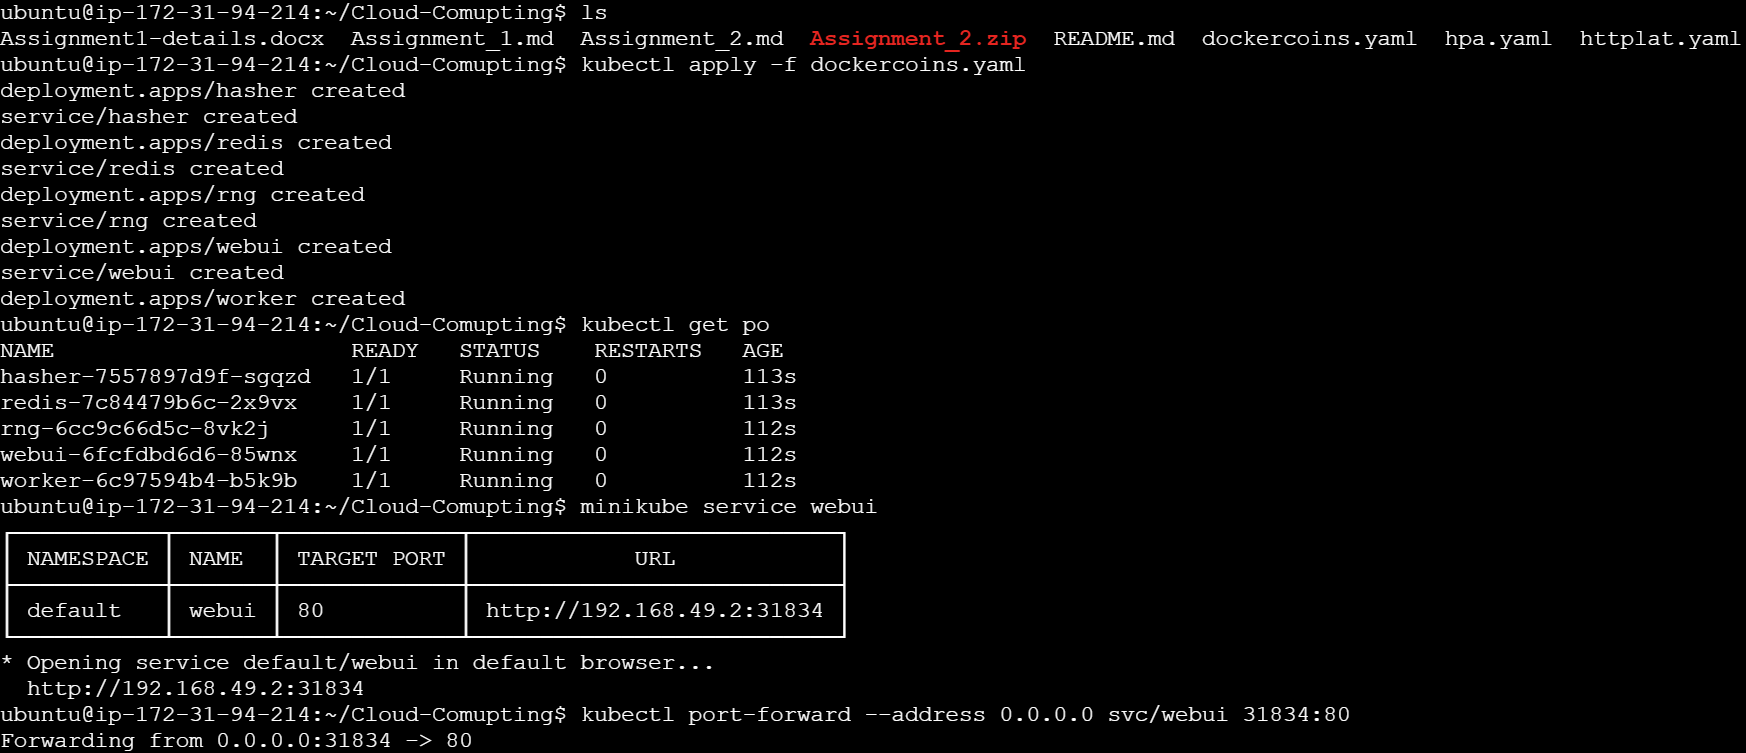 ubuntu@ip-172-31-94-214:~/Cloud-Comupting$ ls
Assignment1-details.docx  Assignment_1.md  Assignment_2.md  Assignment_2.zip  README.md  dockercoins.yaml  hpa.yaml  httplat.yaml
ubuntu@ip-172-31-94-214:~/Cloud-Comupting$ kubectl apply -f dockercoins.yaml
deployment.apps/hasher created
service/hasher created
deployment.apps/redis created
service/redis created
deployment.apps/rng created
service/rng created
deployment.apps/webui created
service/webui created
deployment.apps/worker created
ubuntu@ip-172-31-94-214:~/Cloud-Comupting$ kubectl get po
NAME                      READY   STATUS    RESTARTS   AGE
hasher-7557897d9f-sgqzd   1/1     Running   0          113s
redis-7c84479b6c-2x9vx    1/1     Running   0          113s
rng-6cc9c66d5c-8vk2j      1/1     Running   0          112s
webui-6fcfdbd6d6-85wnx    1/1     Running   0          112s
worker-6c97594b4-b5k9b    1/1     Running   0          112s
ubuntu@ip-172-31-94-214:~/Cloud-Comupting$ minikube service webui
NAMESPACE NAME TARGET PORT URL
default webui 80 http://192.168.49.2:31834
* Opening service default/webui in default browser...
  http://192.168.49.2:31834
ubuntu@ip-172-31-94-214:~/Cloud-Comupting$ kubectl port-forward --address 0.0.0.0 svc/webui 31834:80
Forwarding from 0.0.0.0:31834 -> 80